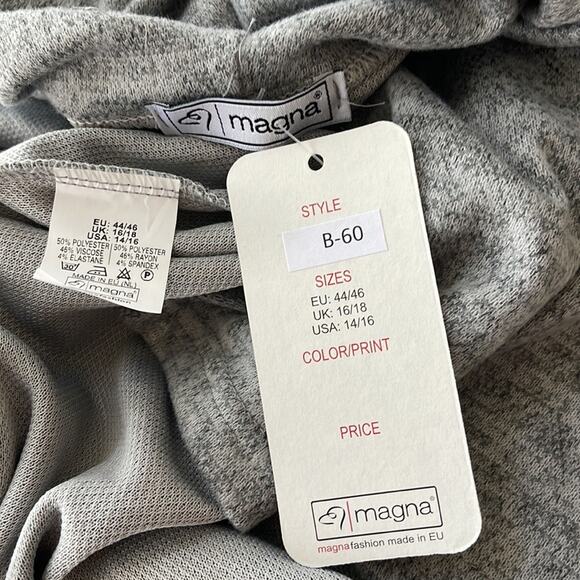 magna®
EU: 44/46
UK: 16/18
USA: 14/16
50% POLYESTER 50% POLYESTER
46% VISCOSE 46% RAYON
4% ELASTANE 4% SPANDEX
30° P
MADE IN EU (NL)
magna
fashion
STYLE
B-60
SIZES
EU: 44/46
UK: 16/18
USA: 14/16
COLOR/PRINT
PRICE
magna®
magnafashion made in EU